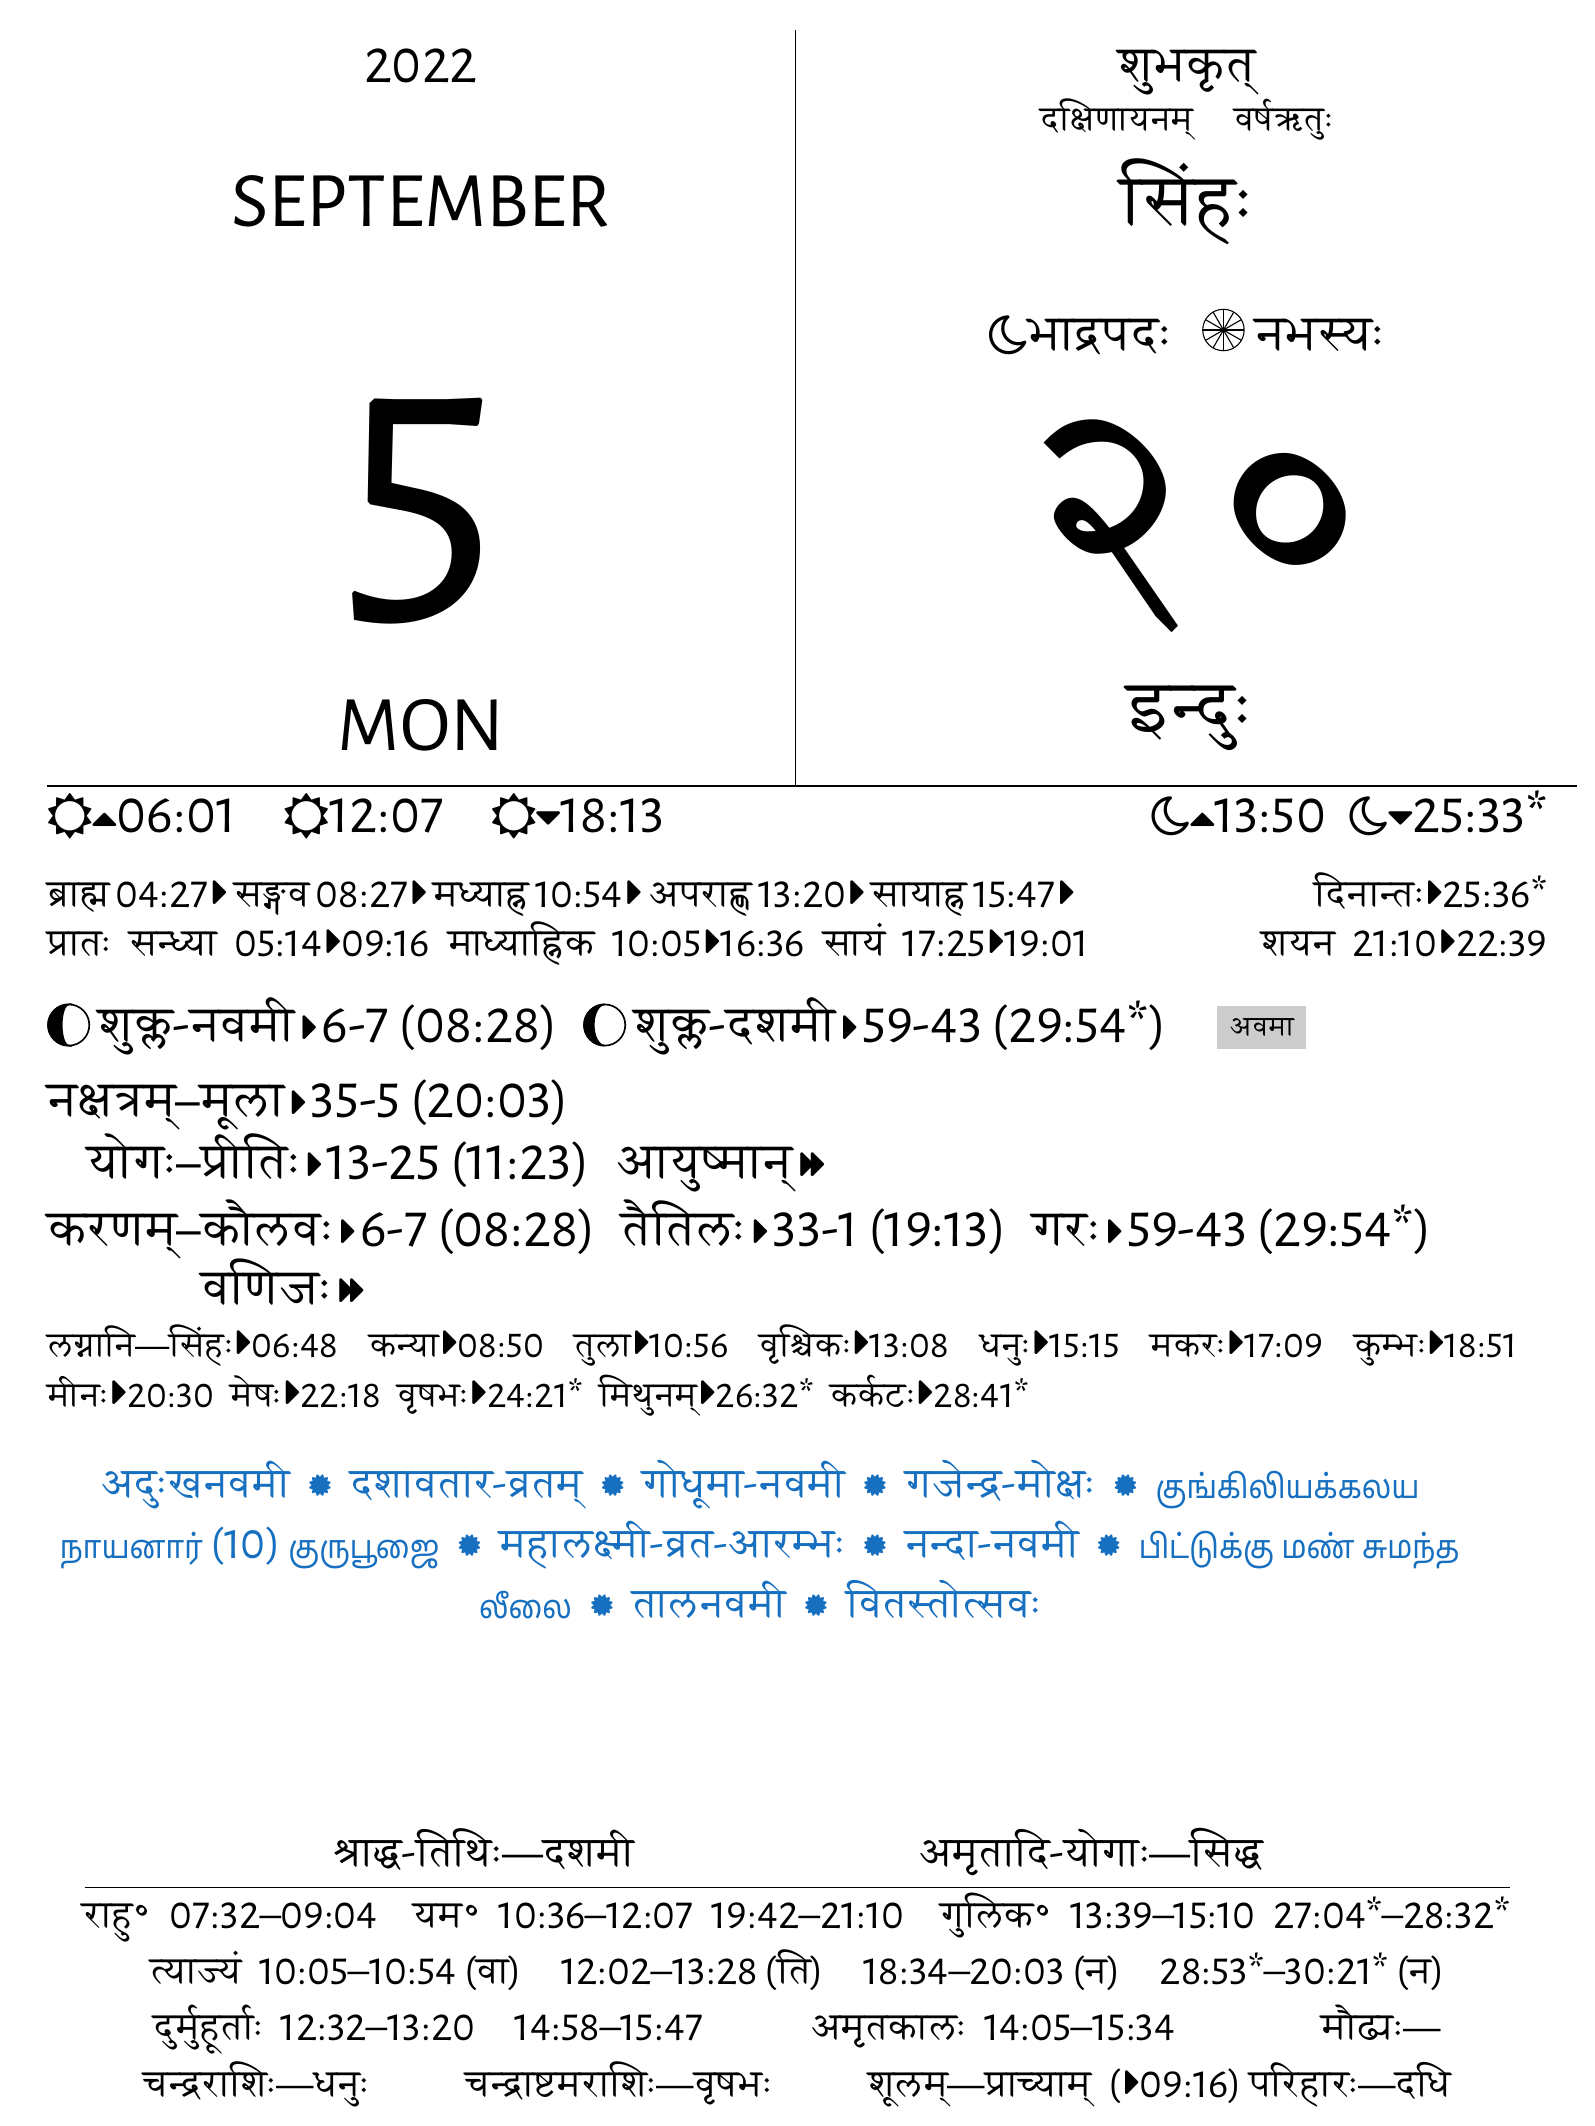 2022
SEPTEMBER
5
MON
शुभकृत्
दक्षिणायनम् वर्षऋतुः
सिंहः
भाद्रपदः नभस्यः
२०
इन्दुः
06:01 12:07 18:13 13:50 25:33*
ब्राह्म 04:27 सङ्गव 08:27 मध्याह्न 10:54 अपराह्ण 13:20 सायाह्न 15:47 दिनान्तः 25:36*
प्रातः सन्ध्या 05:14 09:16 माध्याह्निक 10:05 16:36 सायं 17:25 19:01 शयन 21:10 22:39
शुक्ल-नवमी 6-7 (08:28) शुक्ल-दशमी 59-43 (29:54*) अवमा
नक्षत्रम्–मूला 35-5 (20:03)
योगः–प्रीतिः 13-25 (11:23) आयुष्मान्
करणम्–कौलवः 6-7 (08:28) तैतिलः 33-1 (19:13) गरः 59-43 (29:54*)
वणिजः
लग्नानि—सिंहः 06:48 कन्या 08:50 तुला 10:56 वृश्चिकः 13:08 धनुः 15:15 मकरः 17:09 कुम्भः 18:51
मीनः 20:30 मेषः 22:18 वृषभः 24:21* मिथुनम् 26:32* कर्कटः 28:41*
अदुःखनवमी ✹ दशावतार-व्रतम् ✹ गोधूमा-नवमी ✹ गजेन्द्र-मोक्षः ✹ குங்கிலியக்கலய
நாயனார் (10) குருபூஜை ✹ महालक्ष्मी-व्रत-आरम्भः ✹ नन्दा-नवमी ✹ பிட்டுக்கு மண் சுமந்த
லீலை ✹ तालनवमी ✹ वितस्तोत्सवः
श्राद्ध-तिथिः—दशमी अमृतादि-योगाः—सिद्ध
राहु॰ 07:32–09:04 यम॰ 10:36–12:07 19:42–21:10 गुलिक॰ 13:39–15:10 27:04*–28:32*
त्याज्यं 10:05–10:54 (वा) 12:02–13:28 (ति) 18:34–20:03 (न) 28:53*–30:21* (न)
दुर्मुहूर्ताः 12:32–13:20 14:58–15:47 अमृतकालः 14:05–15:34 मौढ्यः—
चन्द्रराशिः—धनुः चन्द्राष्टमराशिः—वृषभः शूलम्—प्राच्याम् (09:16) परिहारः—दधि